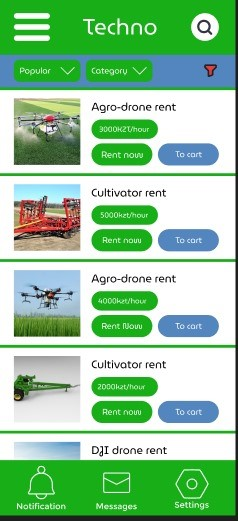 Techno
Popular
Category
Agro-drone rent
3000KZT/hour
Rent now
To cart
Cultivator rent
5000kzt/hour
Rent now
To cart
Agro-drone rent
4000kzt/hour
Rent Now
To cart
Cultivator rent
2000kzt/hour
Rent now
To cart
DJI drone rent
Notification
Messages
Settings